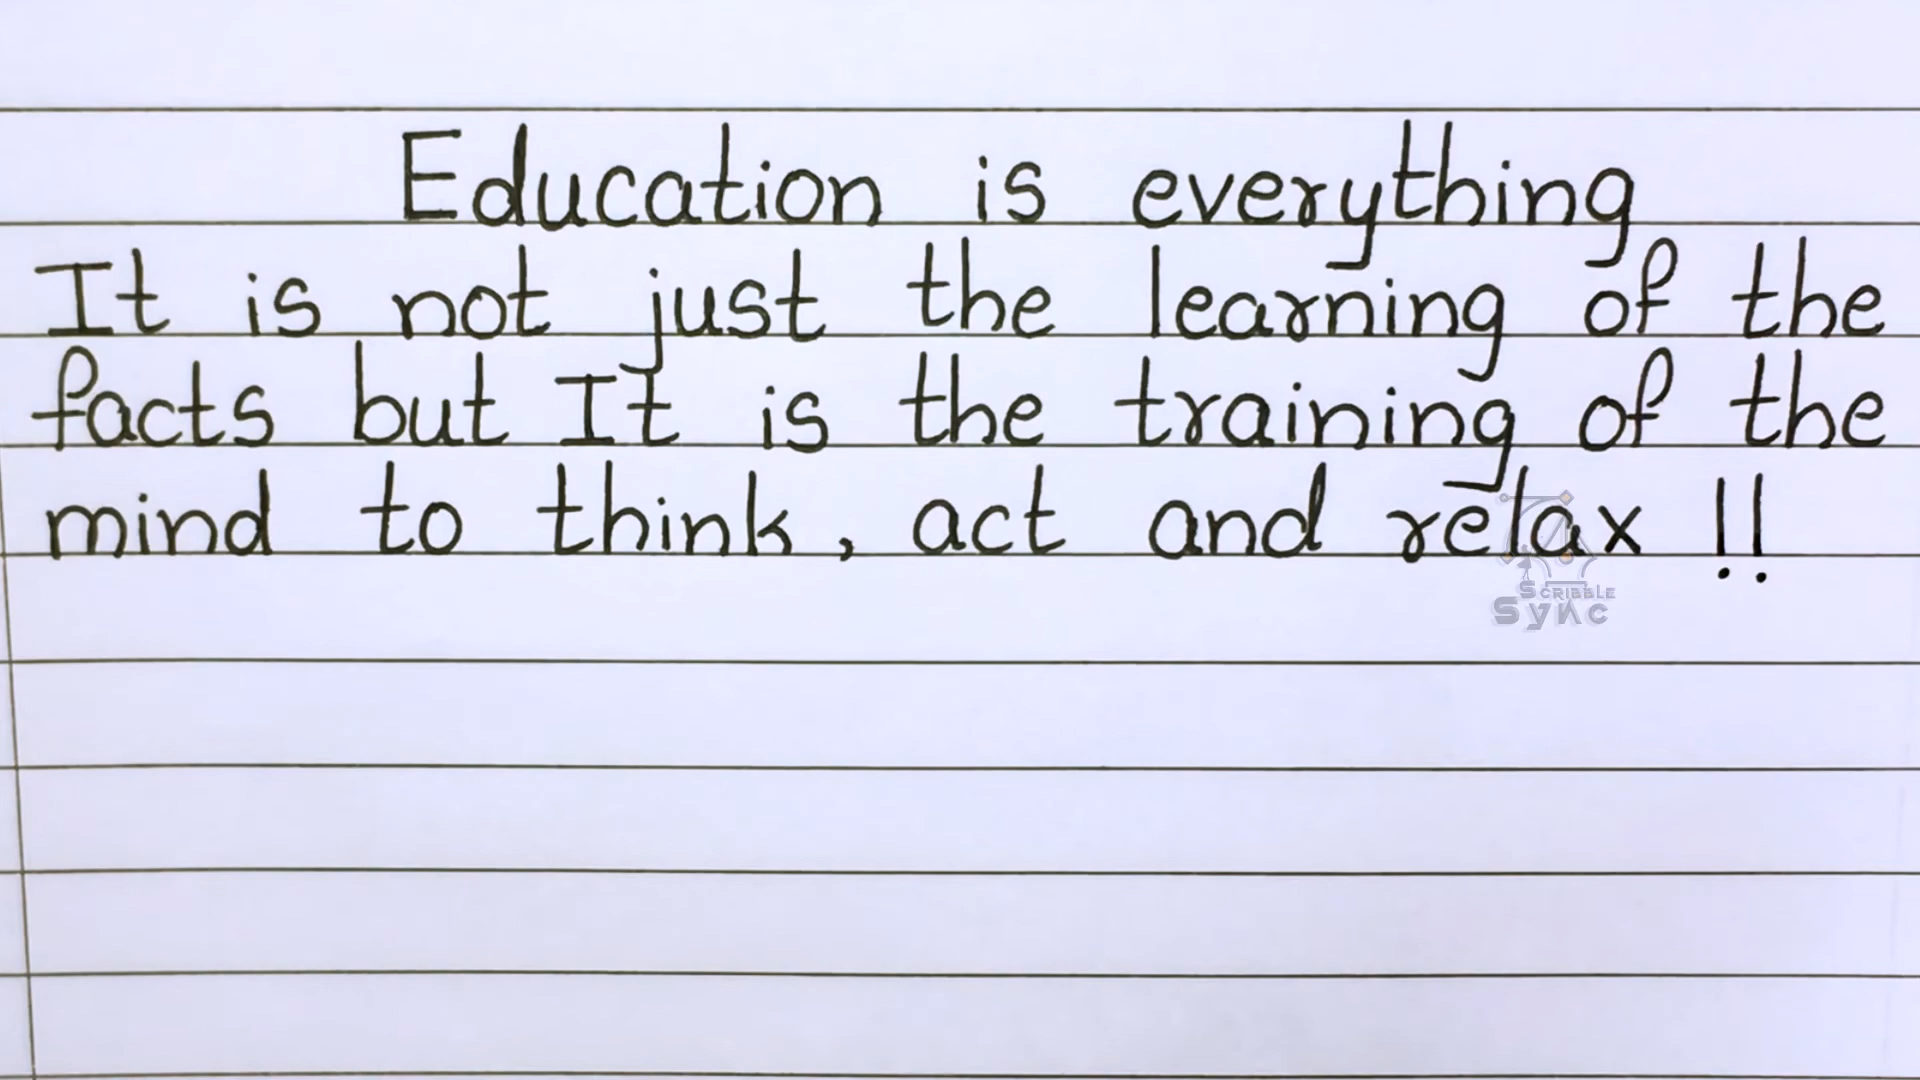 Education is everything
It is not just the learning of the
facts but It is the training of the
mind to think, act and relax !!
Scribble
Sync